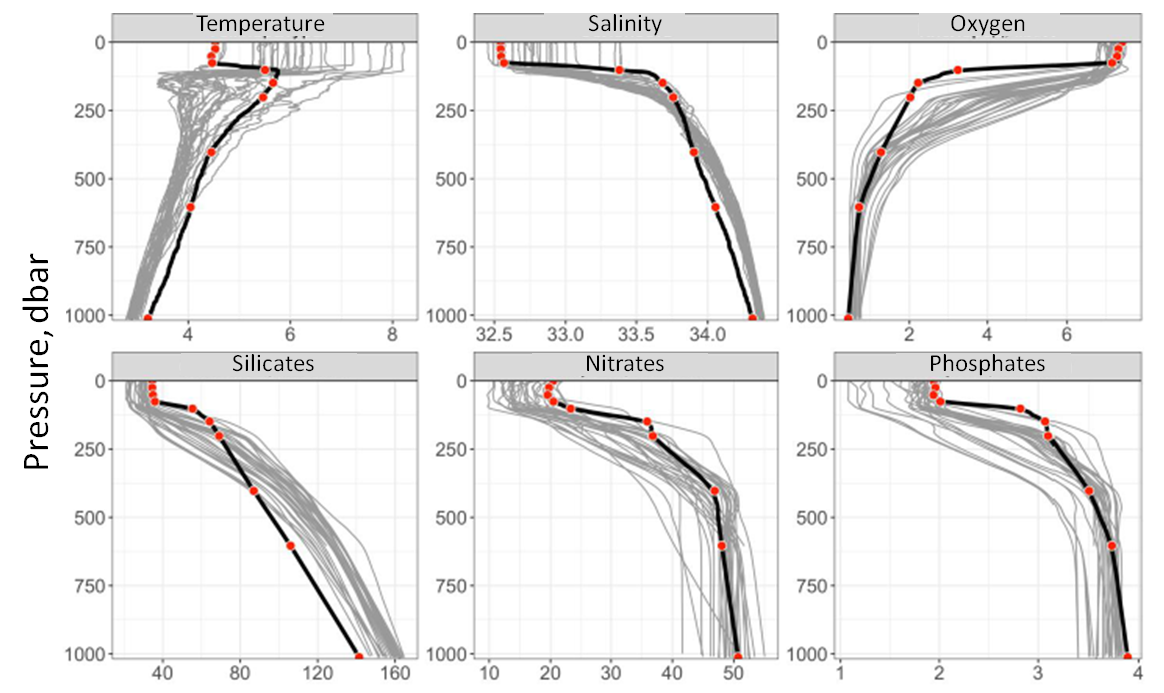 Temperature Salinity Oxygen
0 0 0
250 250 250
500 500 500
750 750 750
1000 1000 1000
4 6 8 32.5 33.0 33.5 34.0 2 4 6
Pressure, dbar
Silicates Nitrates Phosphates
0 0 0
250 250 250
500 500 500
750 750 750
1000 1000 1000
40 80 120 160 10 20 30 40 50 1 2 3 4